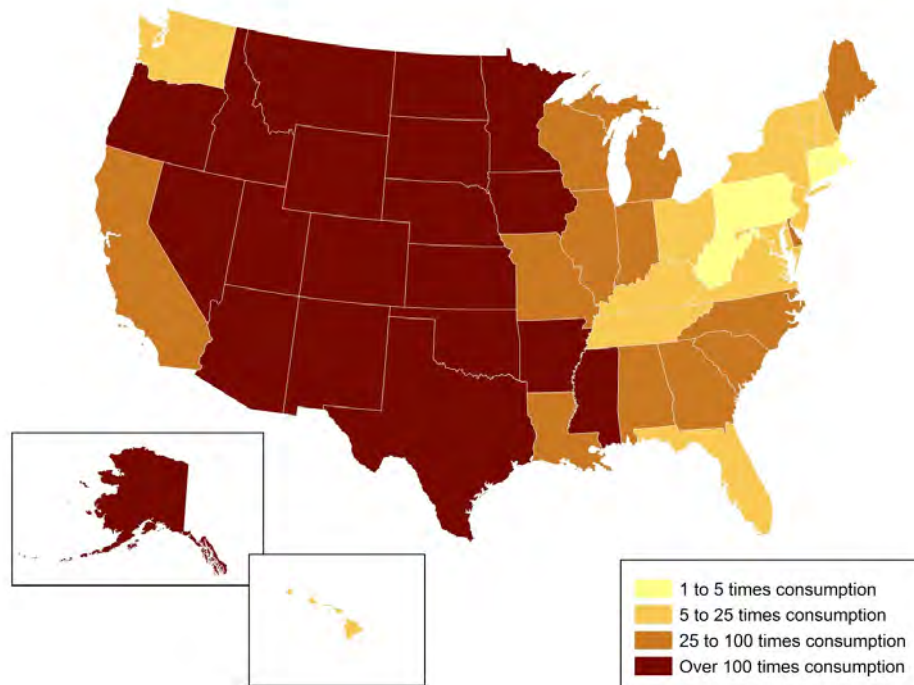 1 to 5 times consumption
5 to 25 times consumption
25 to 100 times consumption
Over 100 times consumption